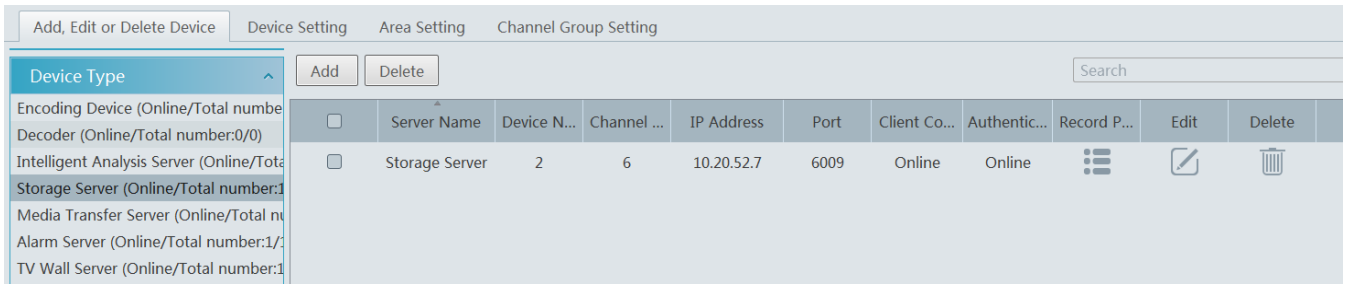 Add, Edit or Delete Device Device Setting Area Setting Channel Group Setting
Device Type
Add Delete Search
Encoding Device (Online/Total numbe
Decoder (Online/Total number:0/0)
Intelligent Analysis Server (Online/Tota
Storage Server (Online/Total number:1
Media Transfer Server (Online/Total nu
Alarm Server (Online/Total number:1/1
TV Wall Server (Online/Total number:1
Server Name Device N... Channel ... IP Address Port Client Co... Authentic... Record P... Edit Delete
Storage Server 2 6 10.20.52.7 6009 Online Online